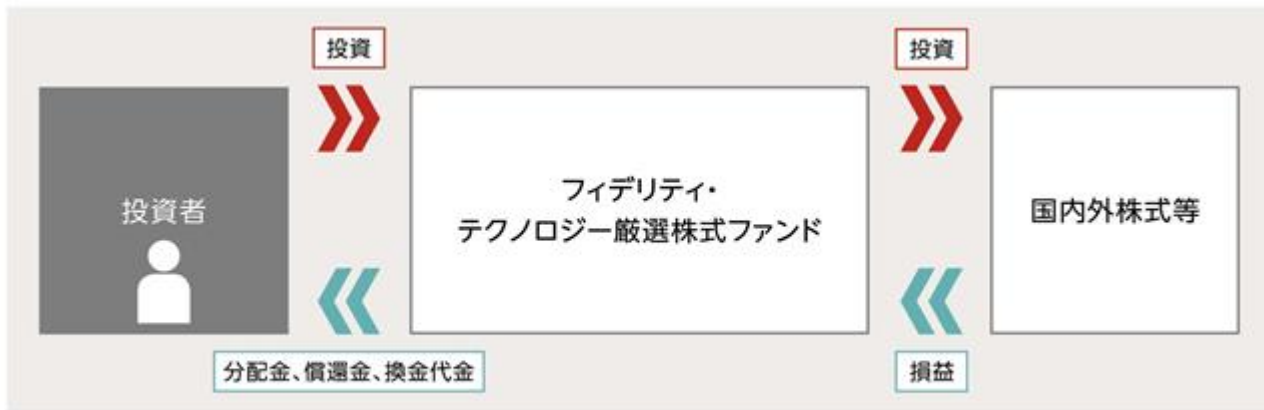 投資
投資
投資者
フィデリティ・
テクノロジー厳選株式ファンド
国内外株式等
分配金、償還金、換金代金
損益